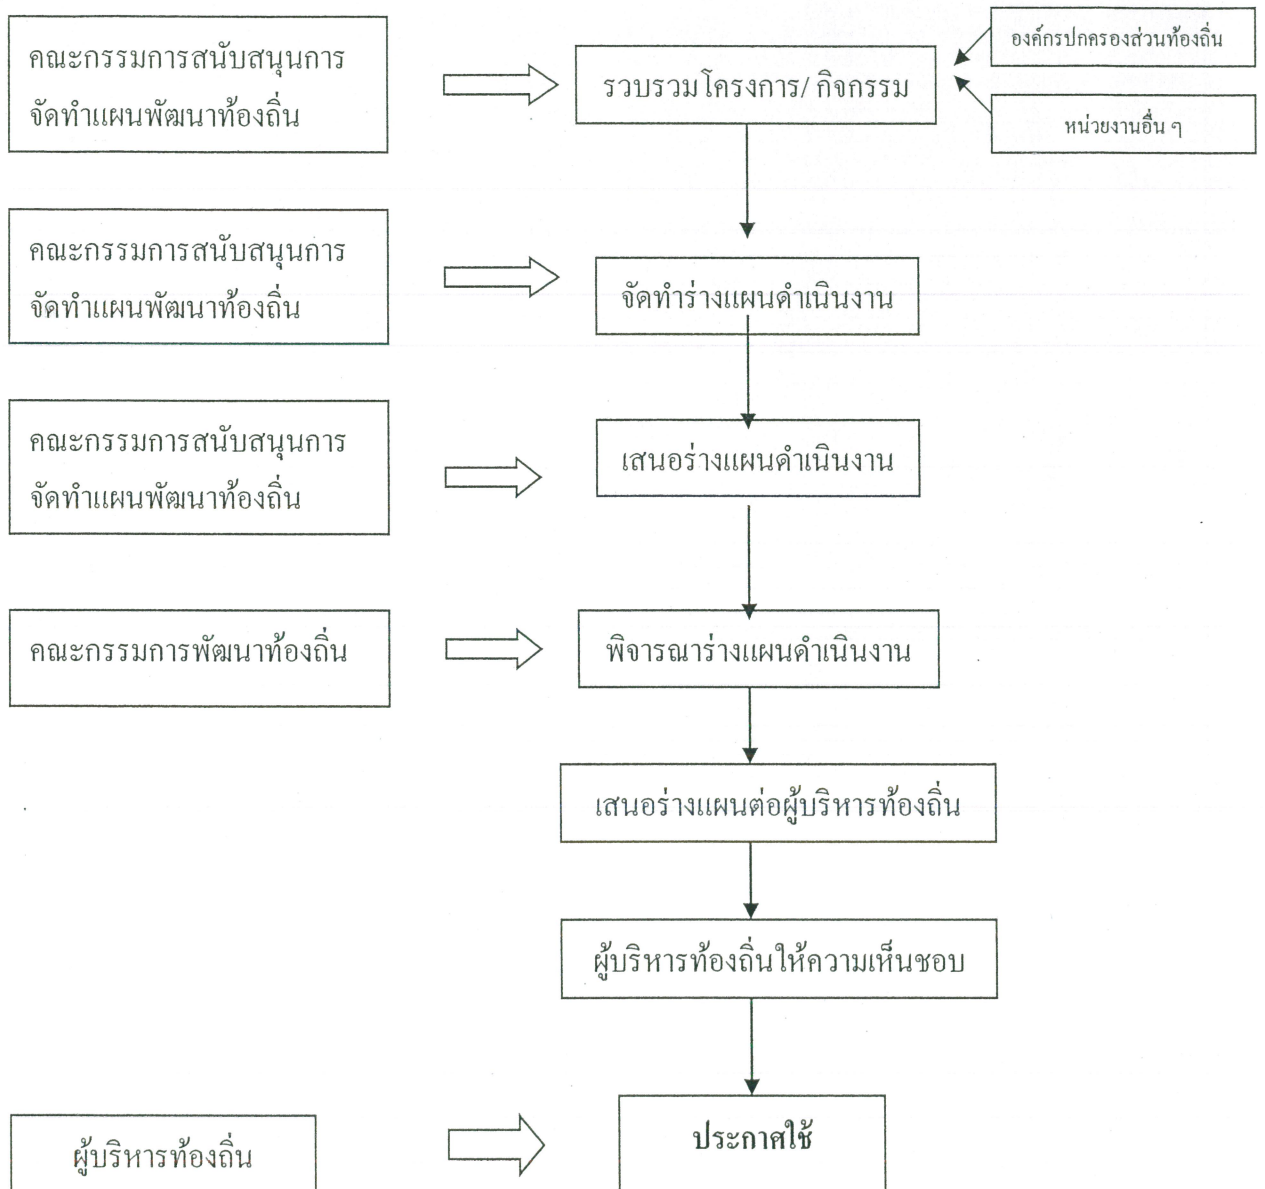 คณะกรรมการสนับสนุนการ
จัดทำแผนพัฒนาท้องถิ่น
รวบรวมโครงการ/ กิจกรรม
องค์กรปกครองส่วนท้องถิ่น
หน่วยงานอื่น ๆ
คณะกรรมการสนับสนุนการ
จัดทำแผนพัฒนาท้องถิ่น
จัดทำร่างแผนดำเนินงาน
คณะกรรมการสนับสนุนการ
จัดทำแผนพัฒนาท้องถิ่น
เสนอร่างแผนดำเนินงาน
คณะกรรมการพัฒนาท้องถิ่น
พิจารณาร่างแผนดำเนินงาน
เสนอร่างแผนต่อผู้บริหารท้องถิ่น
ผู้บริหารท้องถิ่นให้ความเห็นชอบ
ผู้บริหารท้องถิ่น
ประกาศใช้